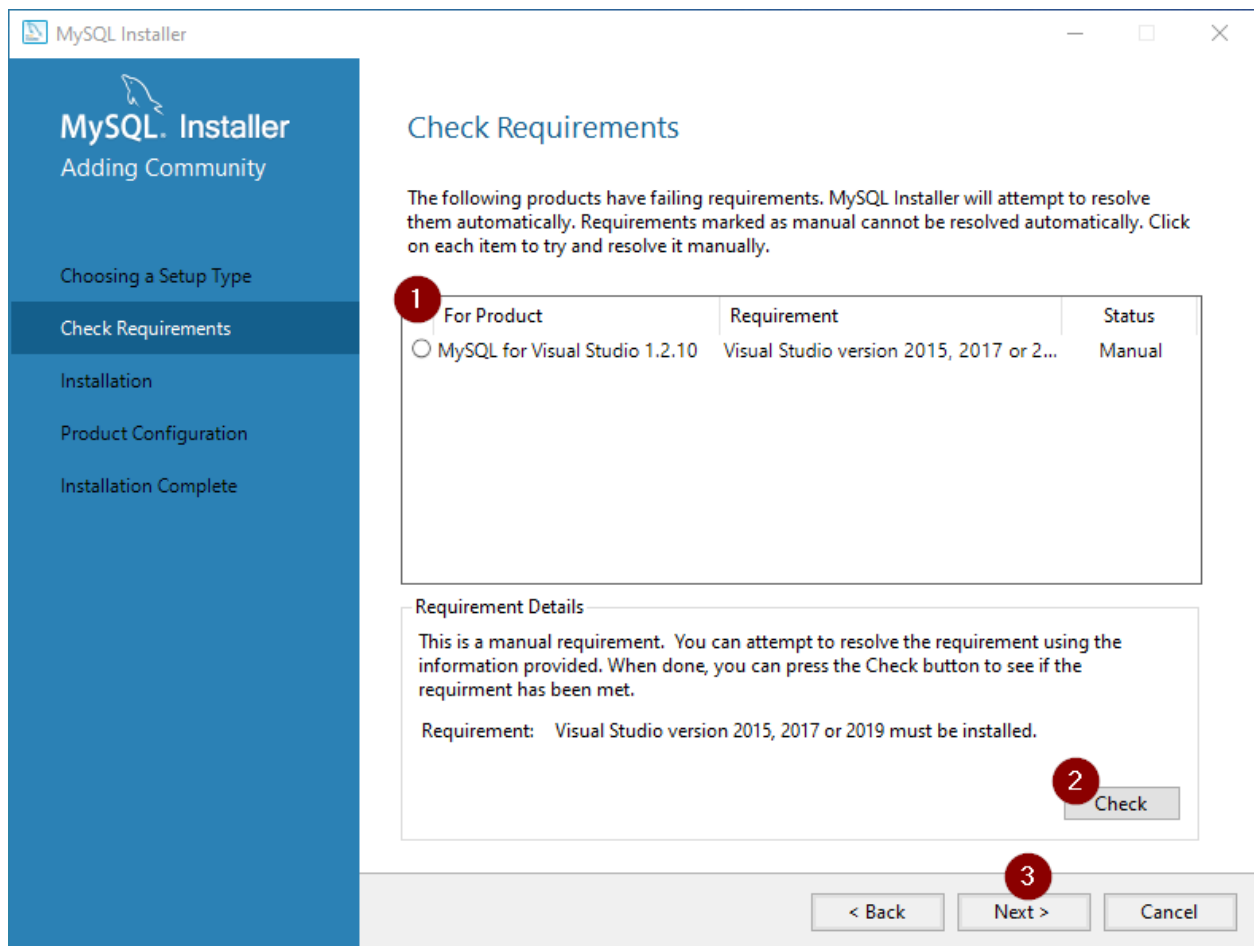 MySQL Installer
MySQL. Installer
Adding Community
Choosing a Setup Type
Check Requirements
Installation
Product Configuration
Installation Complete
Check Requirements
The following products have failing requirements. MySQL Installer will attempt to resolve
them automatically. Requirements marked as manual cannot be resolved automatically. Click
on each item to try and resolve it manually.
1
For Product Requirement Status
MySQL for Visual Studio 1.2.10 Visual Studio version 2015, 2017 or 2... Manual
Requirement Details
This is a manual requirement. You can attempt to resolve the requirement using the
information provided. When done, you can press the Check button to see if the
requirment has been met.
Requirement: Visual Studio version 2015, 2017 or 2019 must be installed.
2
Check
3
< Back Next > Cancel